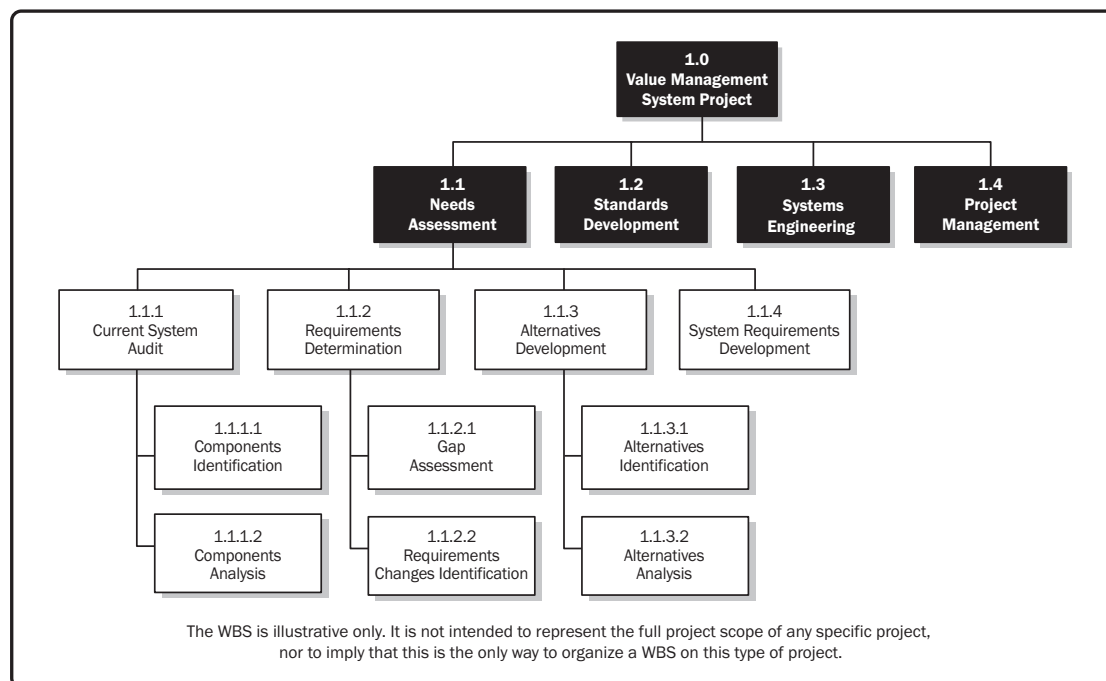 1.0
Value Management
System Project
1.1
Needs
Assessment
1.2
Standards
Development
1.3
Systems
Engineering
1.4
Project
Management
1.1.1
Current System
Audit
1.1.2
Requirements
Determination
1.1.3
Alternatives
Development
1.1.4
System Requirements
Development
1.1.1.1
Components
Identification
1.1.2.1
Gap
Assessment
1.1.3.1
Alternatives
Identification
1.1.1.2
Components
Analysis
1.1.2.2
Requirements
Changes Identification
1.1.3.2
Alternatives
Analysis
The WBS is illustrative only. It is not intended to represent the full project scope of any specific project,
nor to imply that this is the only way to organize a WBS on this type of project.